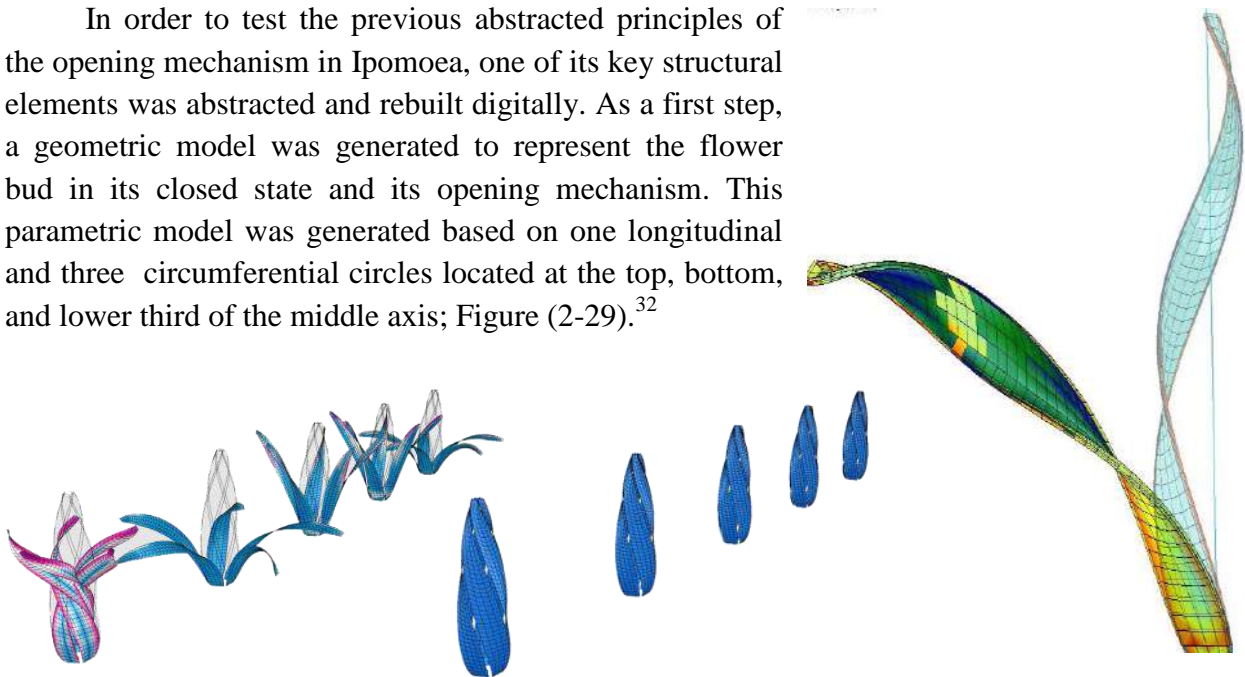 In order to test the previous abstracted principles of
the opening mechanism in Ipomoea, one of its key structural
elements was abstracted and rebuilt digitally. As a first step,
a geometric model was generated to represent the flower
bud in its closed state and its opening mechanism. This
parametric model was generated based on one longitudinal
and three circumferential circles located at the top, bottom,
and lower third of the middle axis; Figure (2-29).32